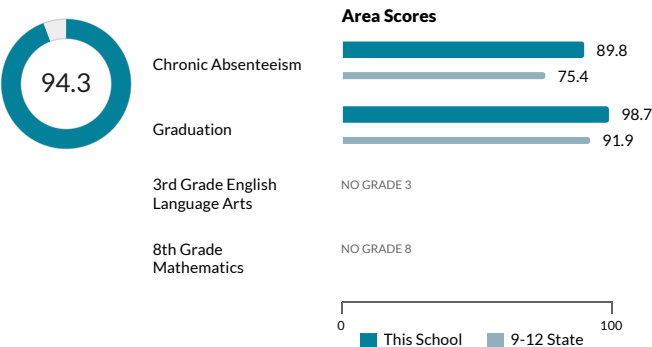 Area Scores
94.3
Chronic Absenteeism
89.8
75.4
Graduation
98.7
91.9
3rd Grade English
Language Arts
NO GRADE 3
8th Grade
Mathematics
NO GRADE 8
0
100
This School
9-12 State